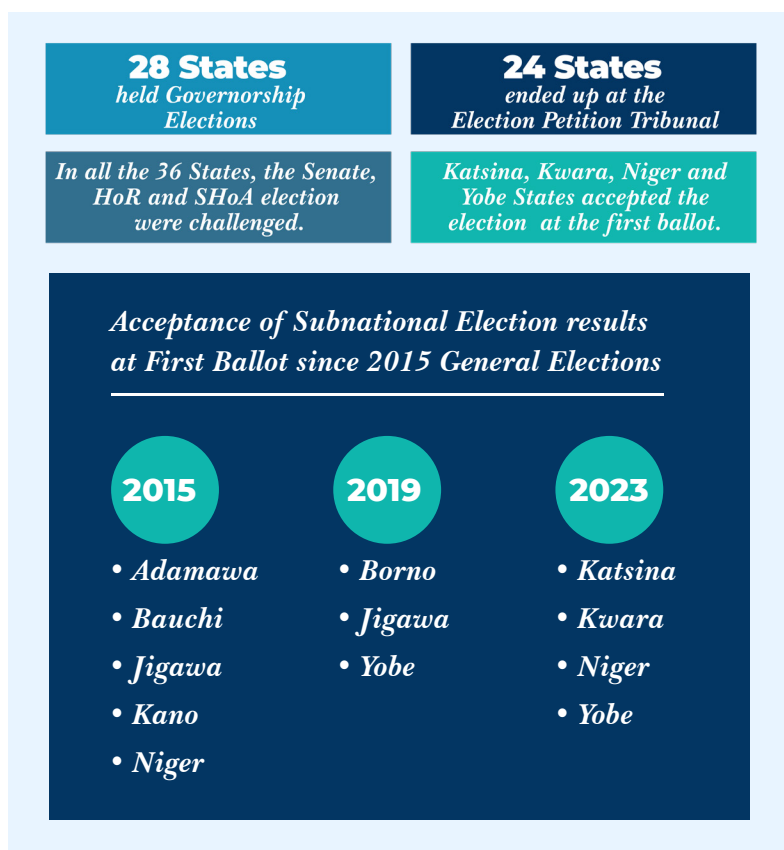 28 States
held Governorship
Elections
24 States
ended up at the
Election Petition Tribunal
In all the 36 States, the Senate,
HoR and SHoA election
were challenged.
Katsina, Kwara, Niger and
Yobe States accepted the
election at the first ballot.
Acceptance of Subnational Election results
at First Ballot since 2015 General Elections
2015
• Adamawa
• Bauchi
• Jigawa
• Kano
• Niger
2019
• Borno
• Jigawa
• Yobe
2023
• Katsina
• Kwara
• Niger
• Yobe